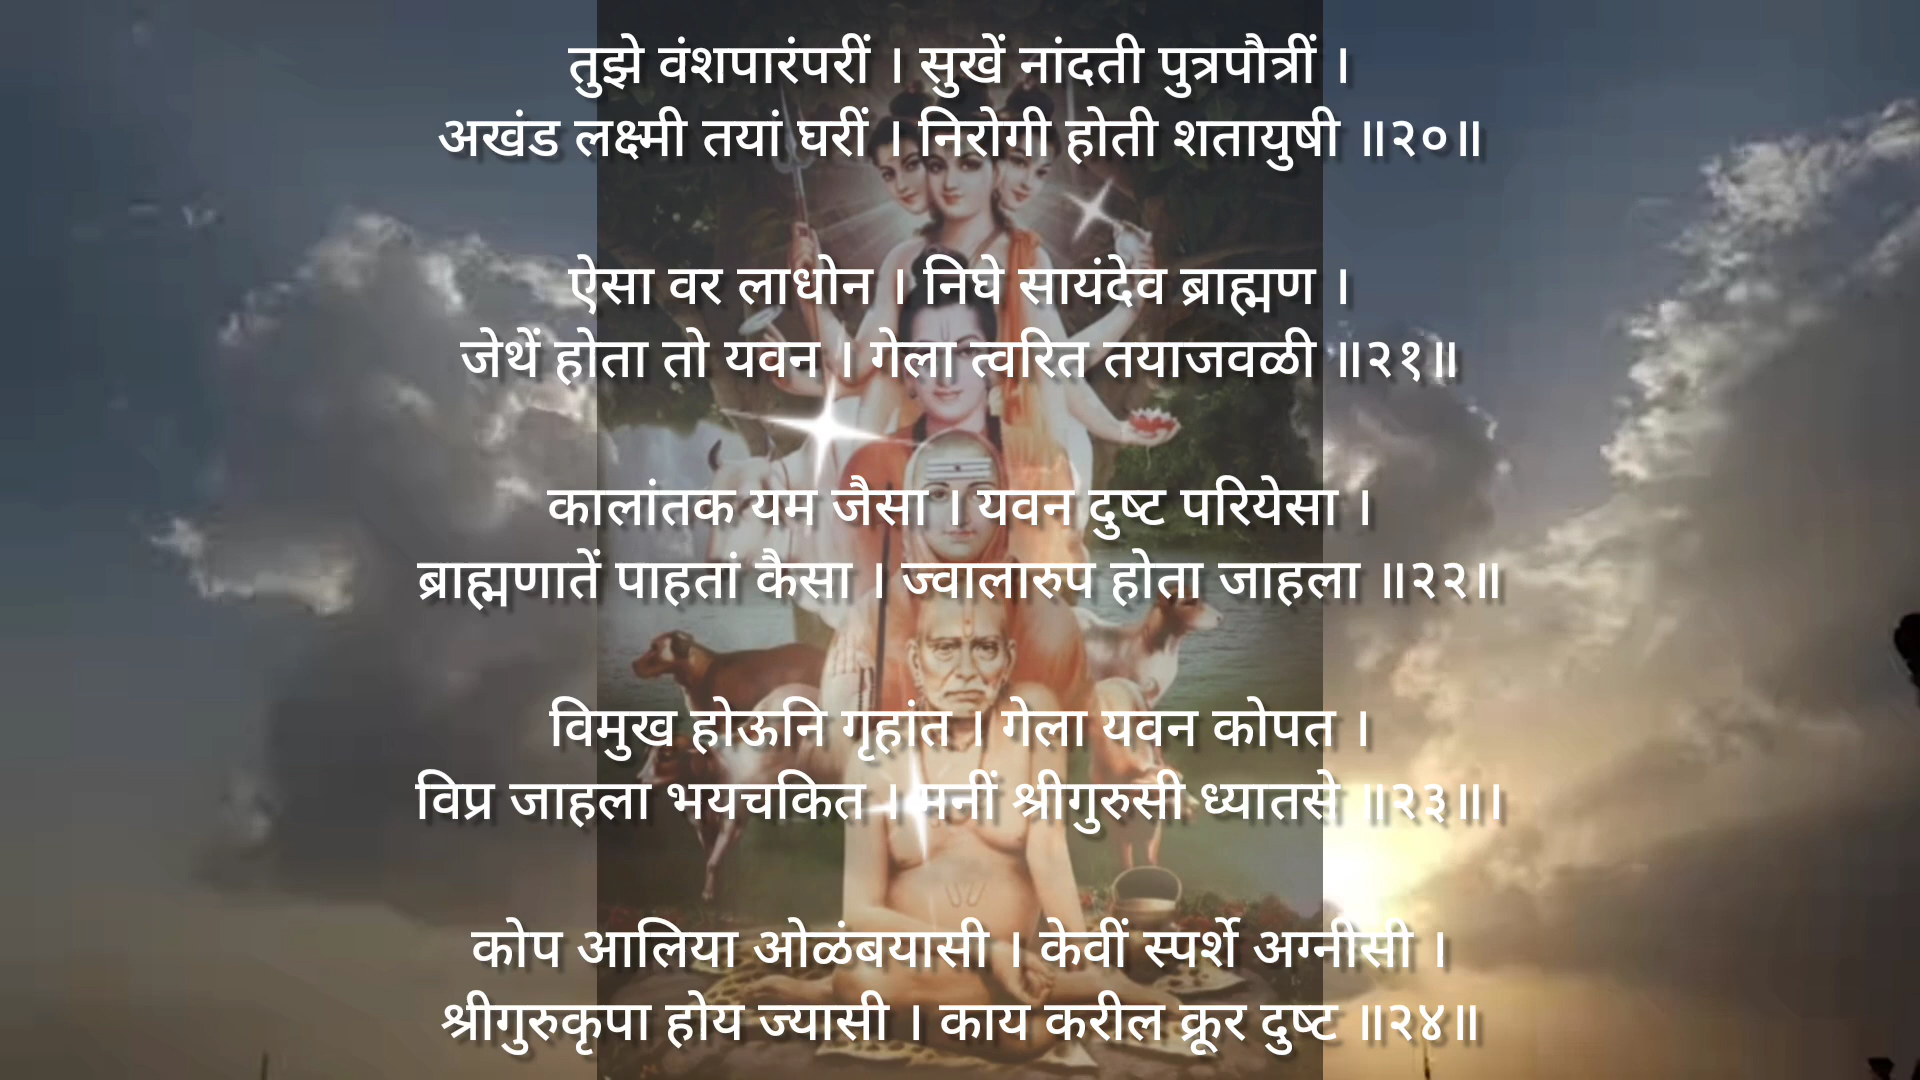 तुझे वंशपारंपरीं । सुखें नांदती पुत्रपौत्रीं ।
अखंड लक्ष्मी तयां घरीं । निरोगी होती शतायुषी ॥२०॥
ऐसा वर लाधोन । निघे सायंदेव ब्राह्मण ।
जेथें होता तो यवन । गेला त्वरित तयाजवळी ॥२१॥
कालांतक यम जैसा । यवन दुष्ट परियेसा ।
ब्राह्मणातें पाहतां कैसा । ज्वालारुप होता जाहला ॥२२॥
विमुख होऊनि गृहांत । गेला यवन कोपत ।
विप्र जाहला भयचकित । मनीं श्रीगुरुसी ध्यातसे ॥२३॥।
कोप आलिया ओळंबयासी । केवीं स्पर्शे अग्नीसी ।
श्रीगुरुकृपा होय ज्यासी । काय करील क्रूर दुष्ट ॥२४॥